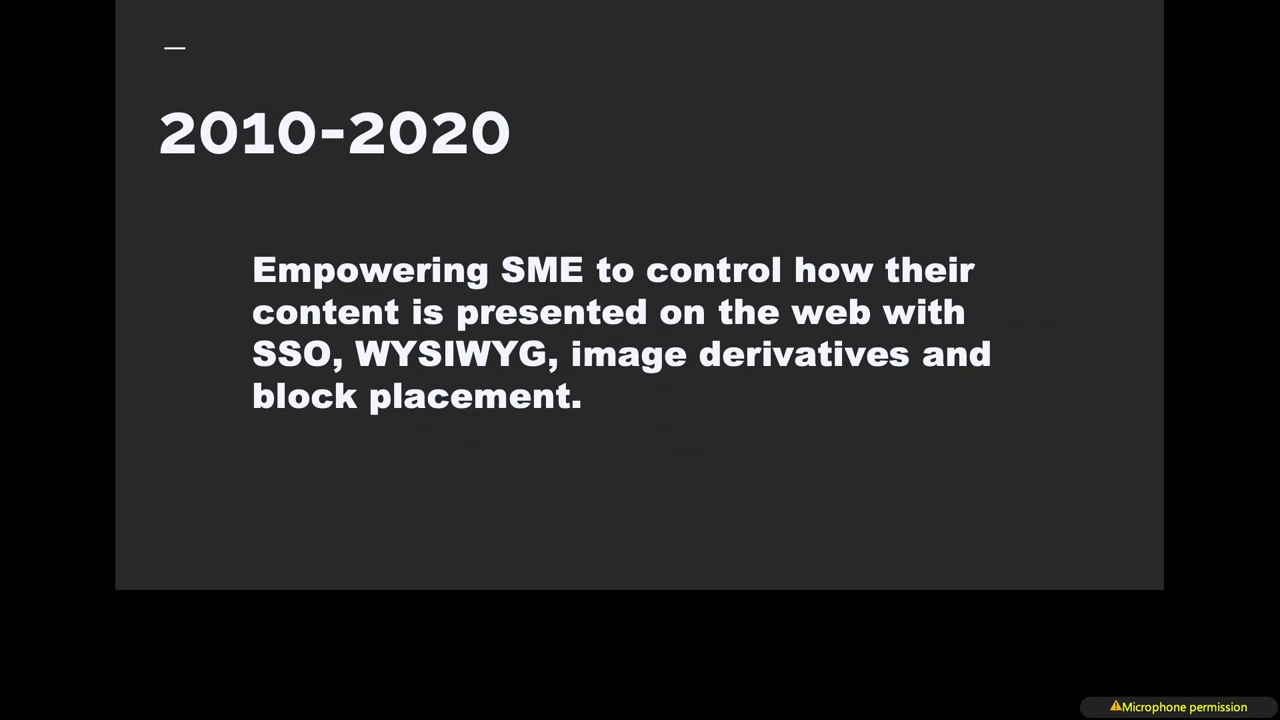 2010-2020
Empowering SME to control how their
content is presented on the web with
SSO, WYSIWYG, image derivatives and
block placement.
Microphone permission